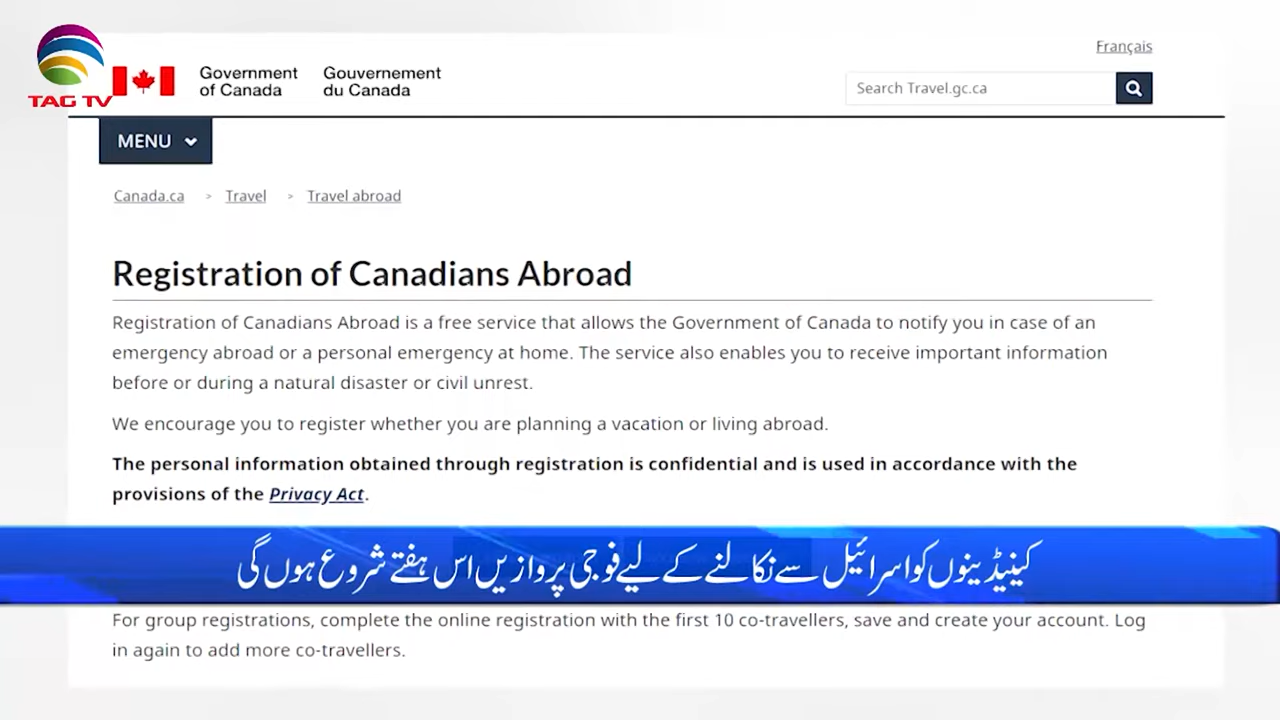 TAG TV
Government of Canada
Gouvernement du Canada
Français
Search Travel.gc.ca
MENU
Canada.ca > Travel > Travel abroad
Registration of Canadians Abroad
Registration of Canadians Abroad is a free service that allows the Government of Canada to notify you in case of an
emergency abroad or a personal emergency at home. The service also enables you to receive important information
before or during a natural disaster or civil unrest.
We encourage you to register whether you are planning a vacation or living abroad.
The personal information obtained through registration is confidential and is used in accordance with the
provisions of the Privacy Act.
کینیڈینوں کو اسرائیل سے نکالنے کے لیے فوجی پروازیں اس ہفتے شروع ہوں گی
For group registrations, complete the online registration with the first 10 co-travellers, save and create your account. Log
in again to add more co-travellers.